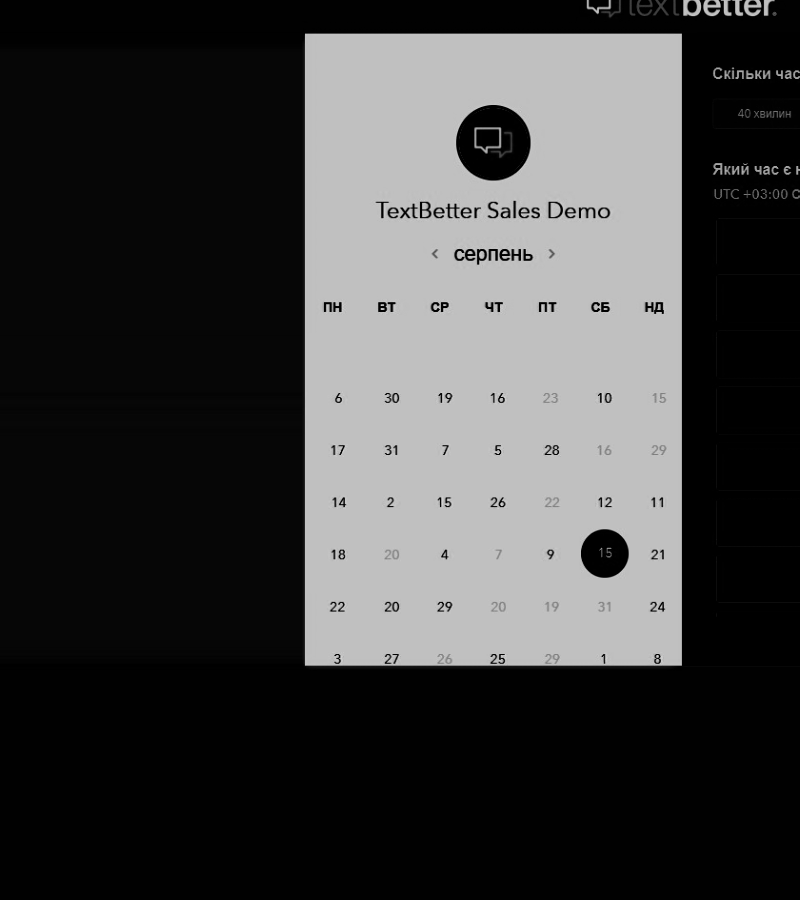 textbetter.
TextBetter Sales Demo
серпень
ПН ВТ СР ЧТ ПТ СБ НД
6 30 19 16 23 10 15
17 31 7 5 28 16 29
14 2 15 26 22 12 11
18 20 4 7 9 15 21
22 20 29 20 19 31 24
3 27 26 25 29 1 8
Скільки час
40 хвилин
Який час є н
UTC +03:00 С